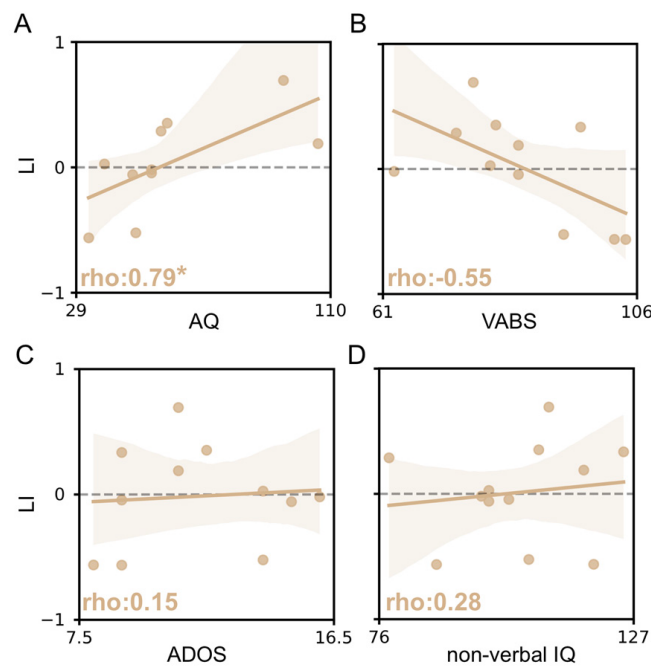 A
B
1
LI
0
rho:0.79*
rho:-0.55
−1
29
110
61
106
AQ
VABS
C
D
1
LI
0
rho:0.15
rho:0.28
−1
7.5
16.5
76
127
ADOS
non-verbal IQ